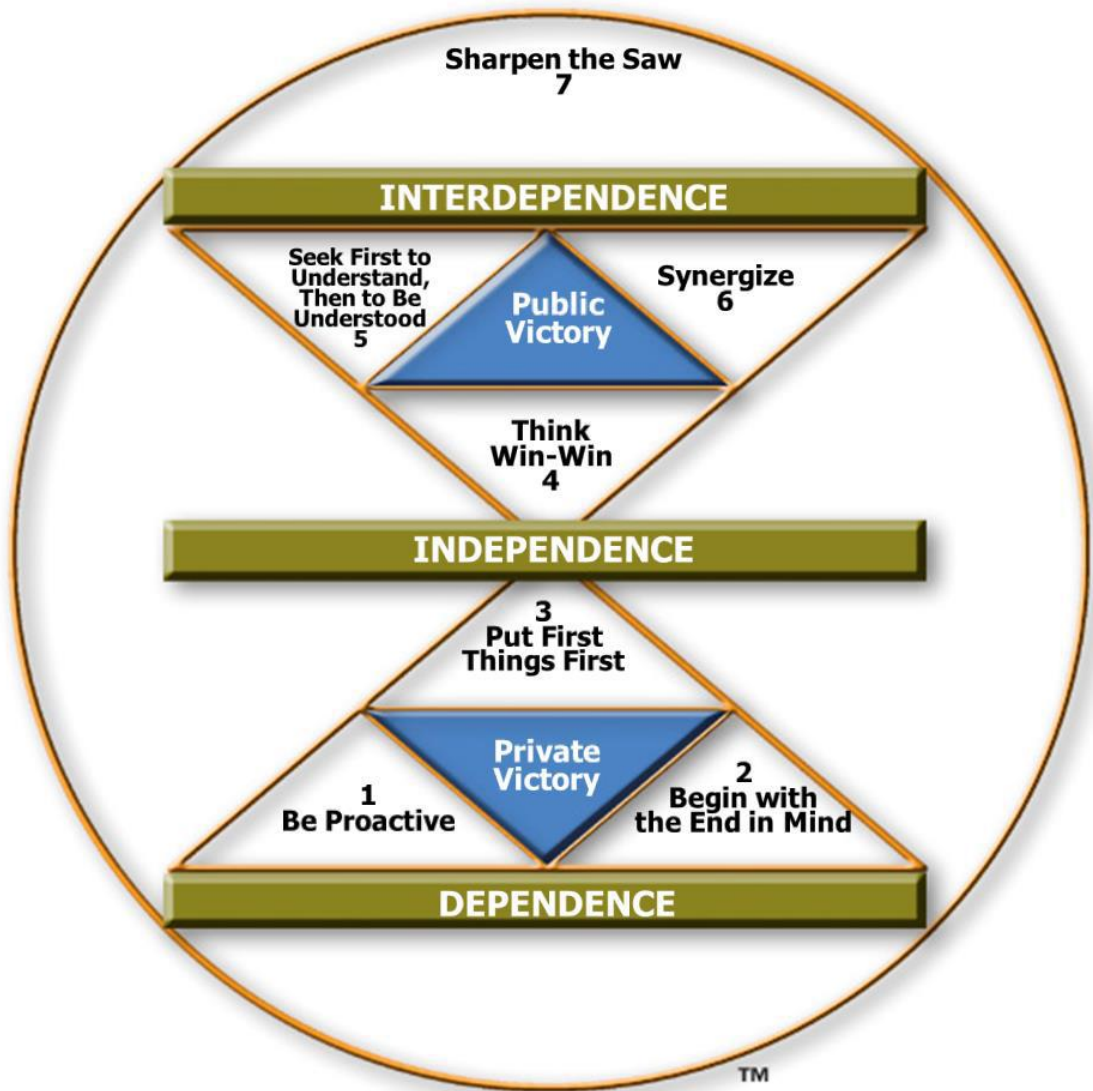 Sharpen the Saw
7
INTERDEPENDENCE
Seek First to
Understand,
Then to Be
Understood
5
Public
Victory
Synergize
6
Think
Win-Win
4
INDEPENDENCE
3
Put First
Things First
Private
Victory
1
Be Proactive
2
Begin with
the End in Mind
DEPENDENCE
TM